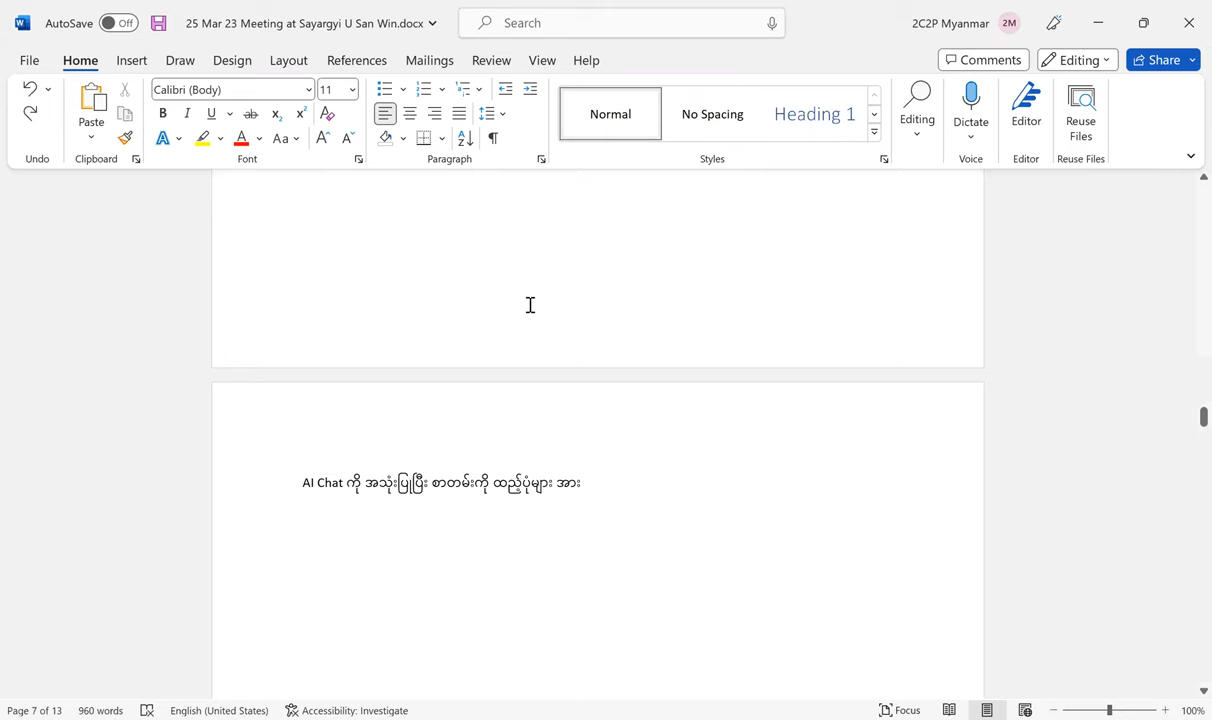 AutoSave Off 25 Mar 23 Meeting at Sayargyi U San Win.docx Search 2C2P Myanmar 2M
File Home Insert Draw Design Layout References Mailings Review View Help Comments Editing Share
Calibri (Body) 11
Paste
B I U ab x₂ x² A
A A Aa A A
Normal No Spacing Heading 1
Editing Dictate Editor Reuse Files
Undo Clipboard Font Paragraph Styles Voice Editor Reuse Files
AI Chat ကို အသုံးပြုပြီး စာတမ်းကို ထည့်ပုံများ အား
Page 7 of 13 960 words English (United States) Accessibility: Investigate Focus 100%